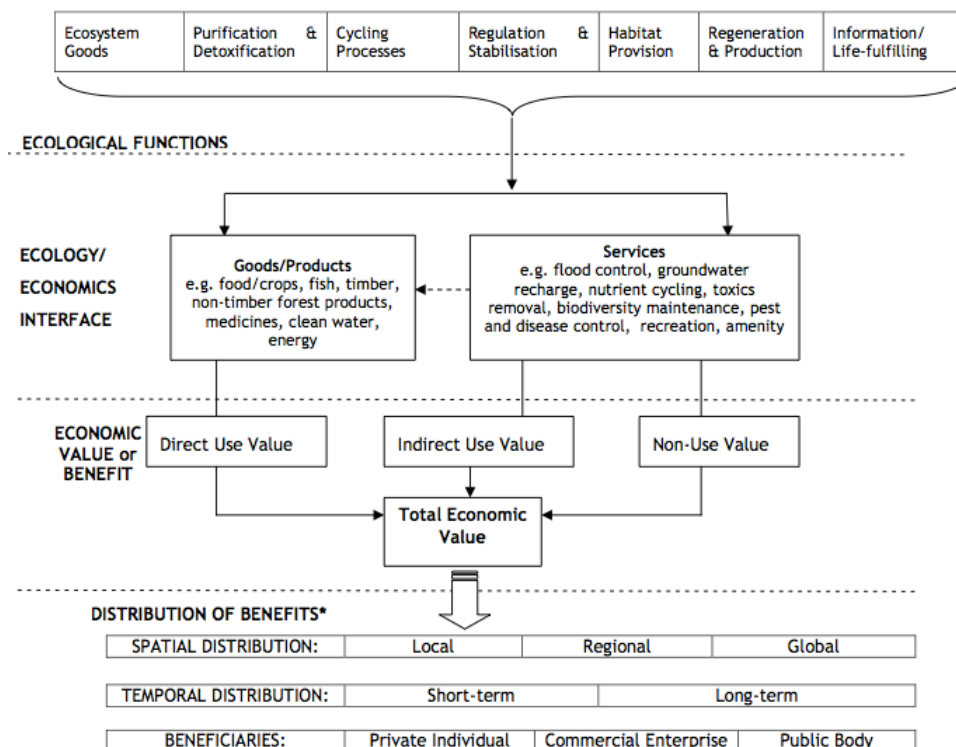 Ecosystem Goods
Purification & Detoxification
Cycling Processes
Regulation & Stabilisation
Habitat Provision
Regeneration & Production
Information/ Life-fulfilling
ECOLOGICAL FUNCTIONS
ECOLOGY/
ECONOMICS
INTERFACE
Goods/Products
e.g. food/crops, fish, timber,
non-timber forest products,
medicines, clean water,
energy
Services
e.g. flood control, groundwater
recharge, nutrient cycling, toxics
removal, biodiversity maintenance, pest
and disease control, recreation, amenity
ECONOMIC
VALUE or
BENEFIT
Direct Use Value
Indirect Use Value
Non-Use Value
Total Economic
Value
DISTRIBUTION OF BENEFITS*
SPATIAL DISTRIBUTION: Local Regional Global
TEMPORAL DISTRIBUTION: Short-term Long-term
BENEFICIARIES: Private Individual Commercial Enterprise Public Body